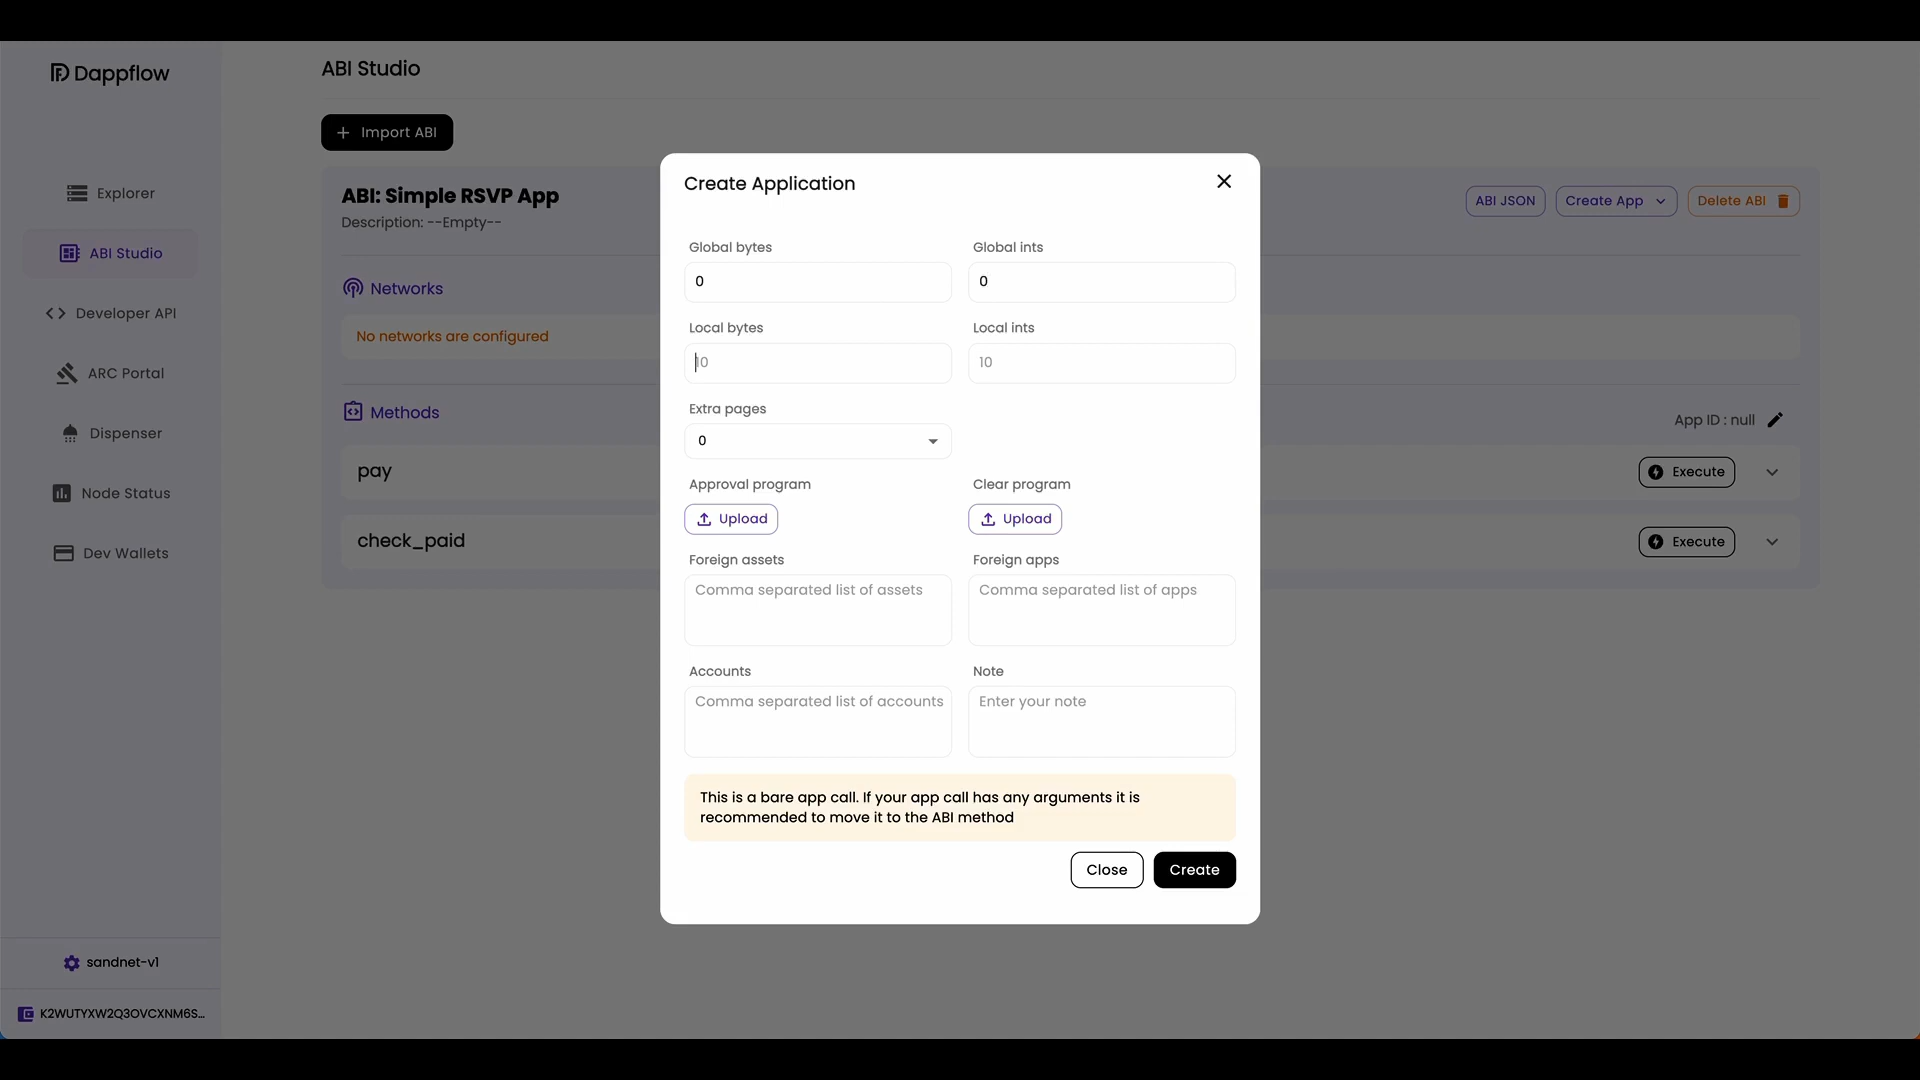 Dappflow
ABI Studio
Import ABI
Explorer
ABI Studio
Developer API
ARC Portal
Dispenser
Node Status
Dev Wallets
sandnet-v1
K2WUTYXW2Q3OVCXNM6S...
ABI: Simple RSVP App
Description: --Empty--
ABI JSON
Create App
Delete ABI
Networks
No networks are configured
Methods
App ID : null
pay
Execute
check_paid
Execute
Create Application
Global bytes
Global ints
0
0
Local bytes
Local ints
10
10
Extra pages
0
Approval program
Clear program
Upload
Upload
Foreign assets
Foreign apps
Comma separated list of assets
Comma separated list of apps
Accounts
Note
Comma separated list of accounts
Enter your note
This is a bare app call. If your app call has any arguments it is
recommended to move it to the ABI method
Close
Create